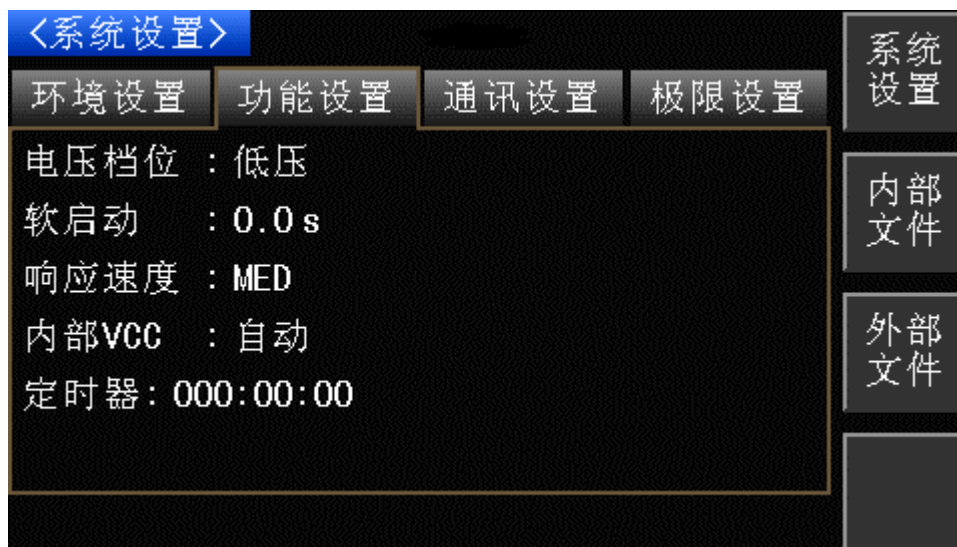 <系统设置>
环境设置 功能设置 通讯设置 极限设置
电压档位 : 低压
软启动 : 0.0s
响应速度 : MED
内部VCC : 自动
定时器: 000:00:00
系统
设置
内部
文件
外部
文件